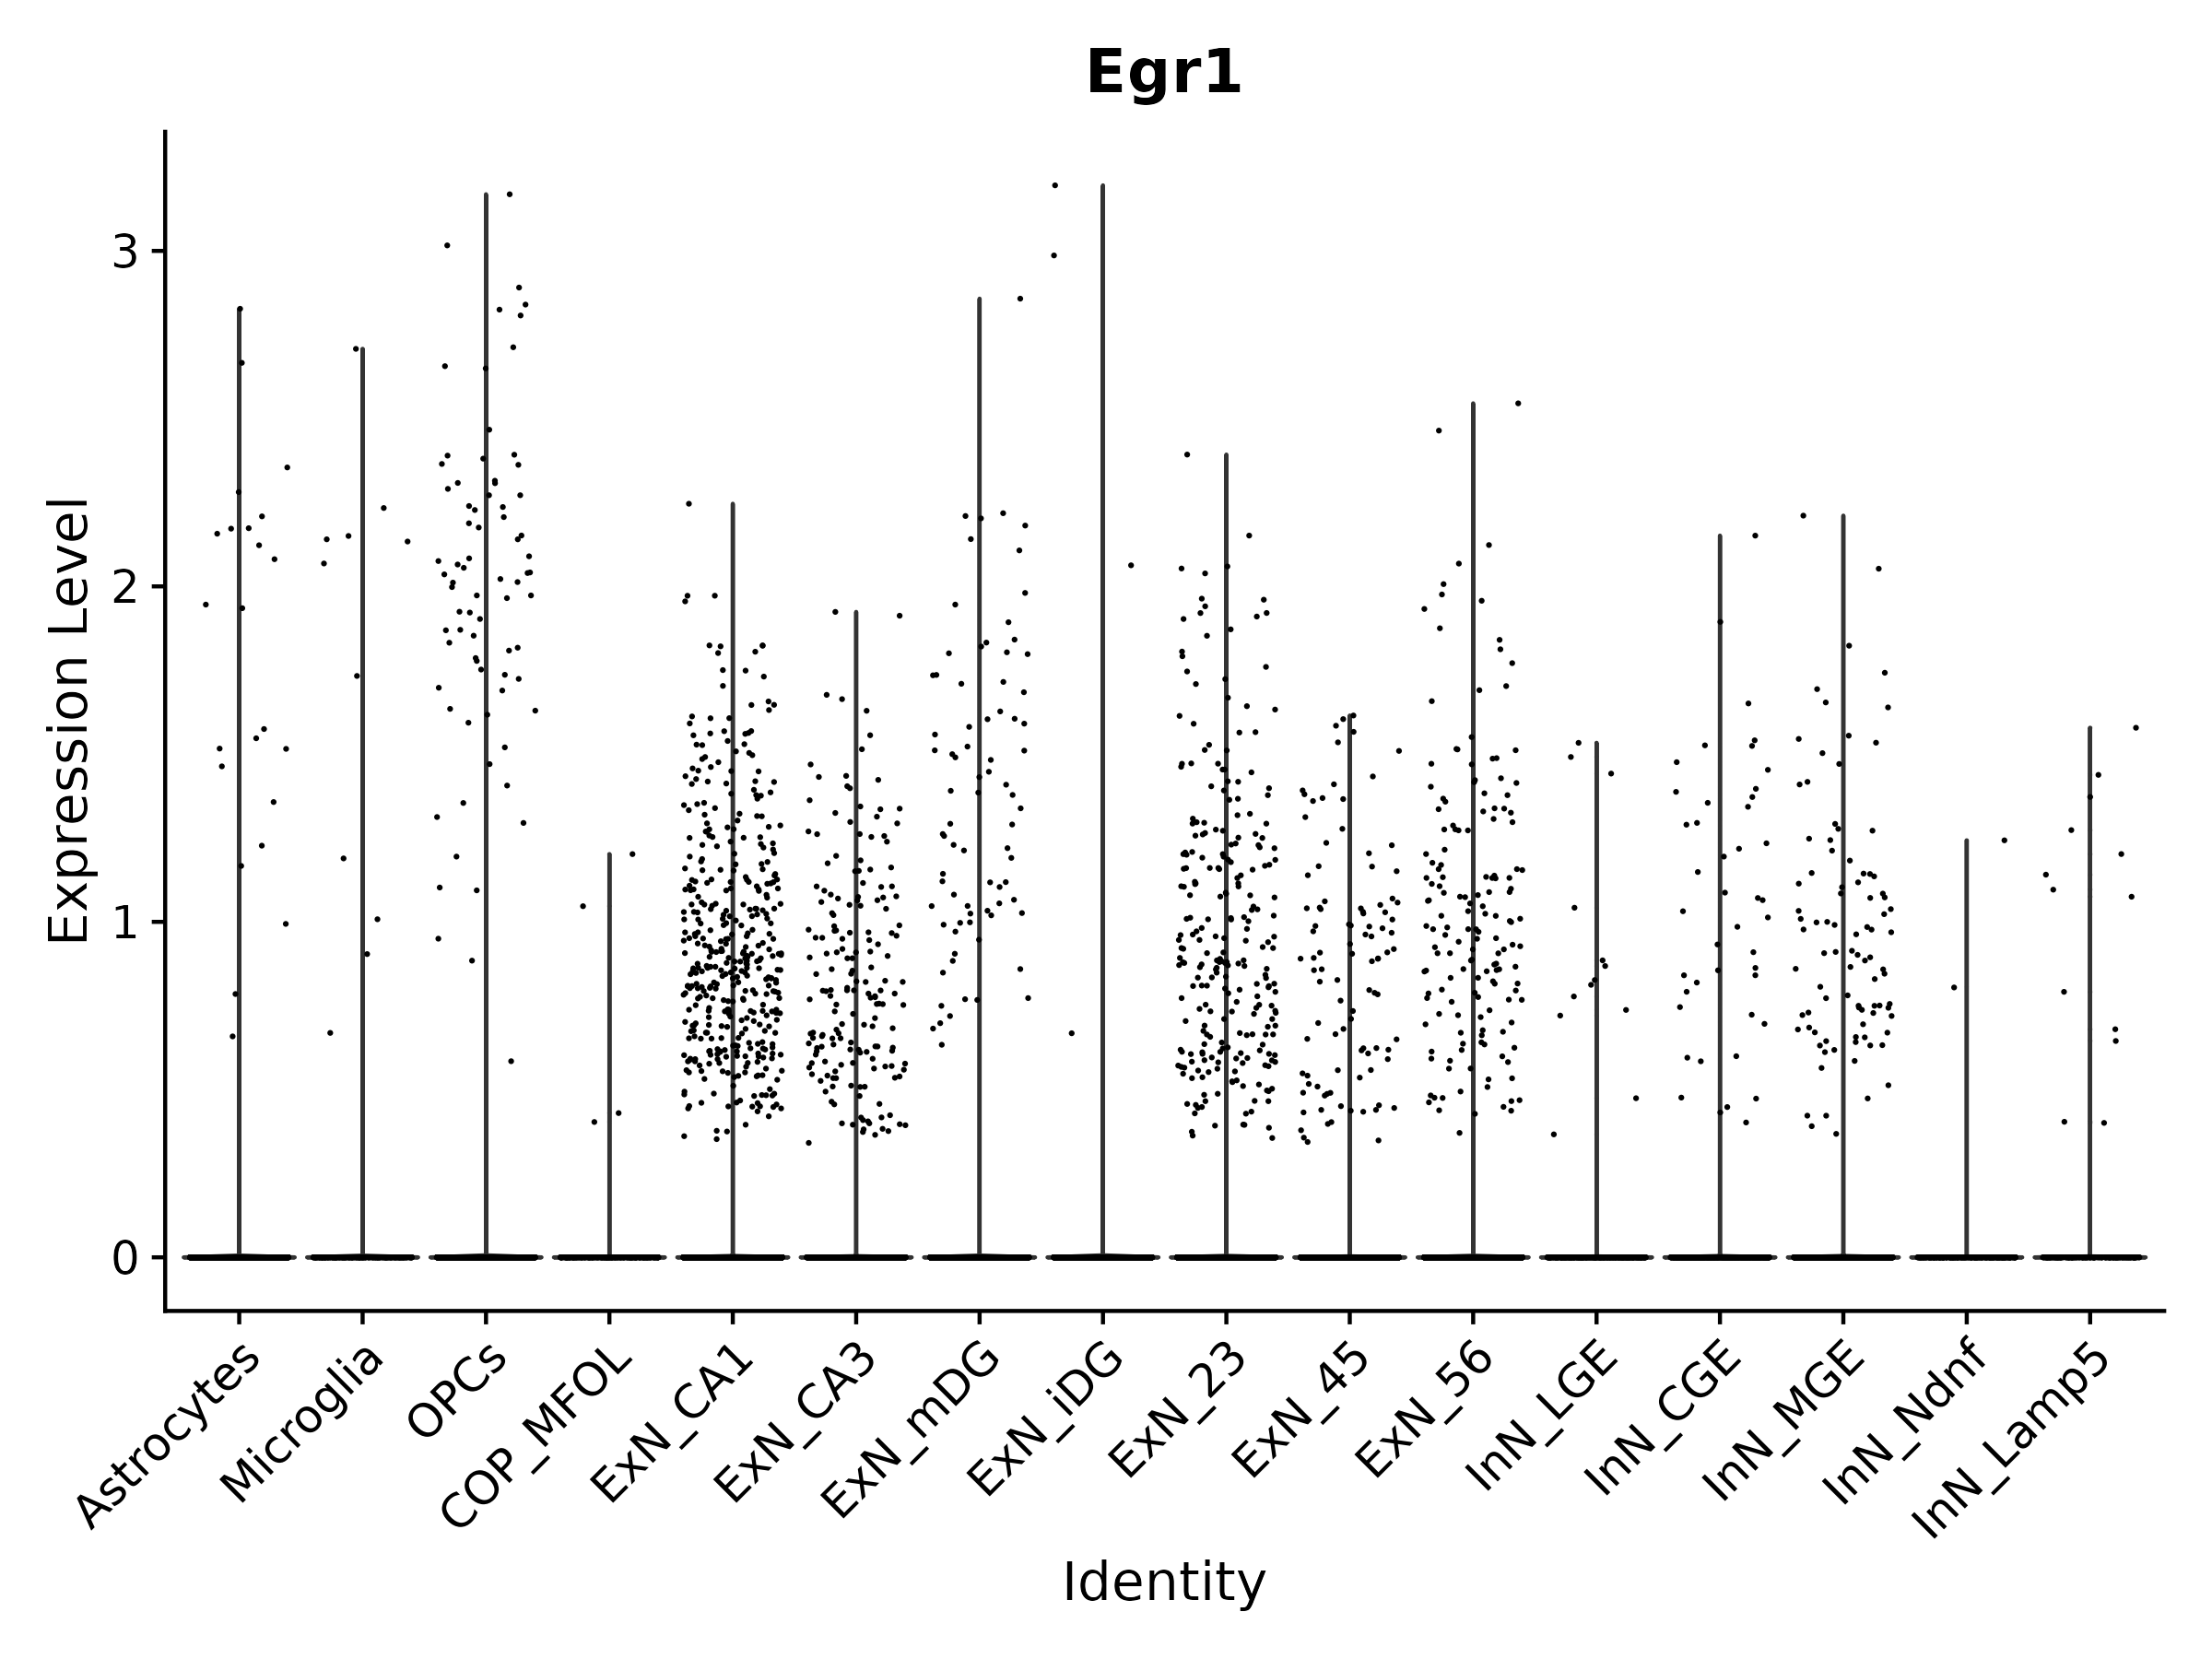 Egr1
Expression Level
3
2
1
0
Astrocytes
Microglia
OPCs
COP_MFOL
ExN_CA1
ExN_CA3
ExN_mDG
ExN_iDG
ExN_23
ExN_45
ExN_56
InN_LGE
InN_CGE
InN_MGE
InN_Ndnf
InN_Lamp5
Identity